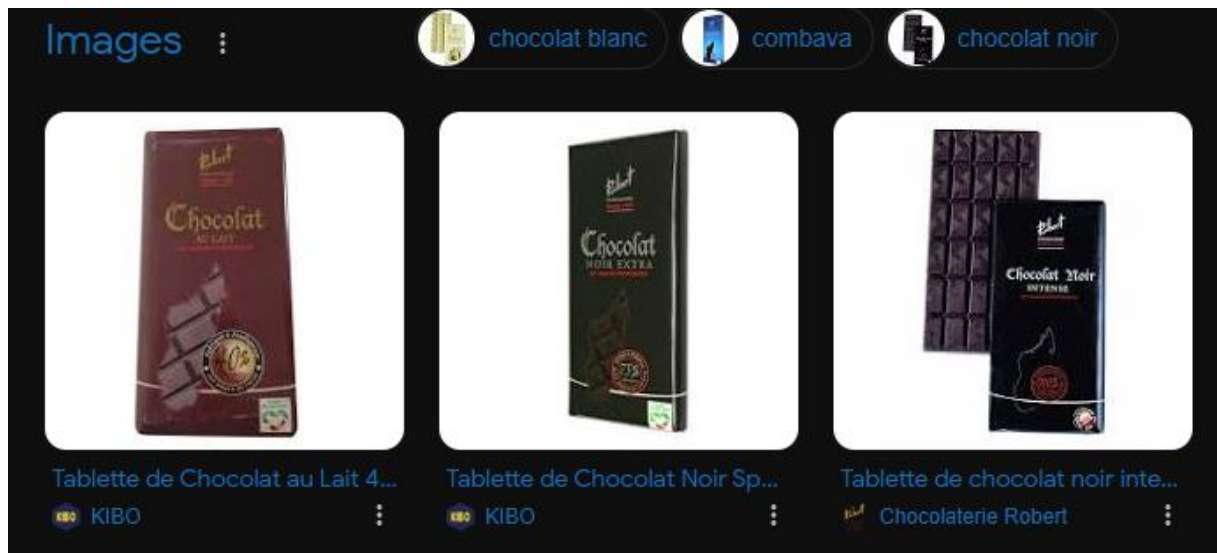 Images
chocolat blanc
combava
chocolat noir
Robert
Chocolat
AU LAIT
Robert
Chocolat
NOIR EXTRA
Robert
Chocolat Noir
INTENSE
Tablette de Chocolat au Lait 4...
KIBO
Tablette de Chocolat Noir Sp...
KIBO
Tablette de chocolat noir inte...
Chocolaterie Robert